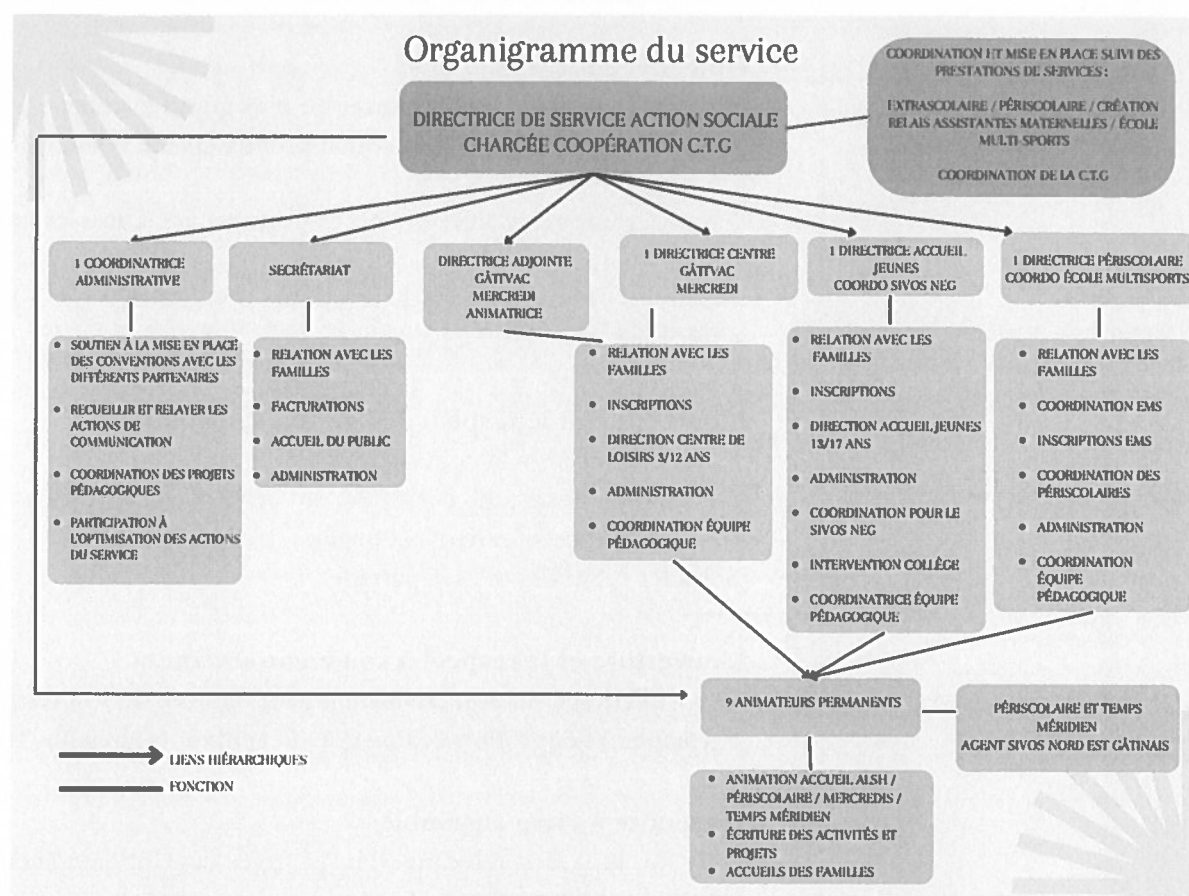 Organigramme du service
DIRECTRICE DE SERVICE ACTION SOCIALE
CHARGÉE COOPÉRATION C.T.G
COORDINATION ET MISE EN PLACE SUIVI DES
PRESTATIONS DE SERVICES :
EXTRASCOLAIRE / PÉRISCOLAIRE / CRÉATION
RELAIS ASSISTANTES MATERNELLES / ÉCOLE
MULTI-SPORTS
COORDINATION DE LA C.T.G
1 COORDINATRICE
ADMINISTRATIVE
SECRÉTARIAT
DIRECTRICE ADJOINTE
GÂTIVAC
MERCREDI
ANIMATRICE
1 DIRECTRICE CENTRE
GÂTIVAC
MERCREDI
1 DIRECTRICE ACCUEIL
JEUNES
COORDO SIVOS NEG
1 DIRECTRICE PÉRISCOLAIRE
COORDO ÉCOLE MULTISPORTS
• SOUTIEN À LA MISE EN PLACE
DES CONVENTIONS AVEC LES
DIFFÉRENTS PARTENAIRES
• RECUEILLIR ET RELAYER LES
ACTIONS DE
COMMUNICATION
• COORDINATION DES PROJETS
PÉDAGOGIQUES
• PARTICIPATION À
L'OPTIMISATION DES ACTIONS
DU SERVICE
• RELATION AVEC LES
FAMILLES
• FACTURATIONS
• ACCUEIL DU PUBLIC
• ADMINISTRATION
• RELATION AVEC LES
FAMILLES
• INSCRIPTIONS
• DIRECTION CENTRE DE
LOISIRS 3/12 ANS
• ADMINISTRATION
• COORDINATION ÉQUIPE
PÉDAGOGIQUE
• RELATION AVEC LES
FAMILLES
• INSCRIPTIONS
• DIRECTION ACCUEIL JEUNES
13/17 ANS
• ADMINISTRATION
• COORDINATION POUR LE
SIVOS NEG
• INTERVENTION COLLÈGE
• COORDINATRICE ÉQUIPE
PÉDAGOGIQUE
• RELATION AVEC LES
FAMILLES
• COORDINATION EMS
• INSCRIPTIONS EMS
• COORDINATION DES
PÉRISCOLAIRES
• ADMINISTRATION
• COORDINATION
ÉQUIPE
PÉDAGOGIQUE
9 ANIMATEURS PERMANENTS
PÉRISCOLAIRE ET TEMPS
MÉRIDIEN
AGENT SIVOS NORD EST GÂTINAIS
• ANIMATION ACCUEIL ALSH /
PÉRISCOLAIRE / MERCREDIS /
TEMPS MÉRIDIEN
• ÉCRITURE DES ACTIVITÉS ET
PROJETS
• ACCUEILS DES FAMILLES
LIENS HIÉRARCHIQUES
FONCTION